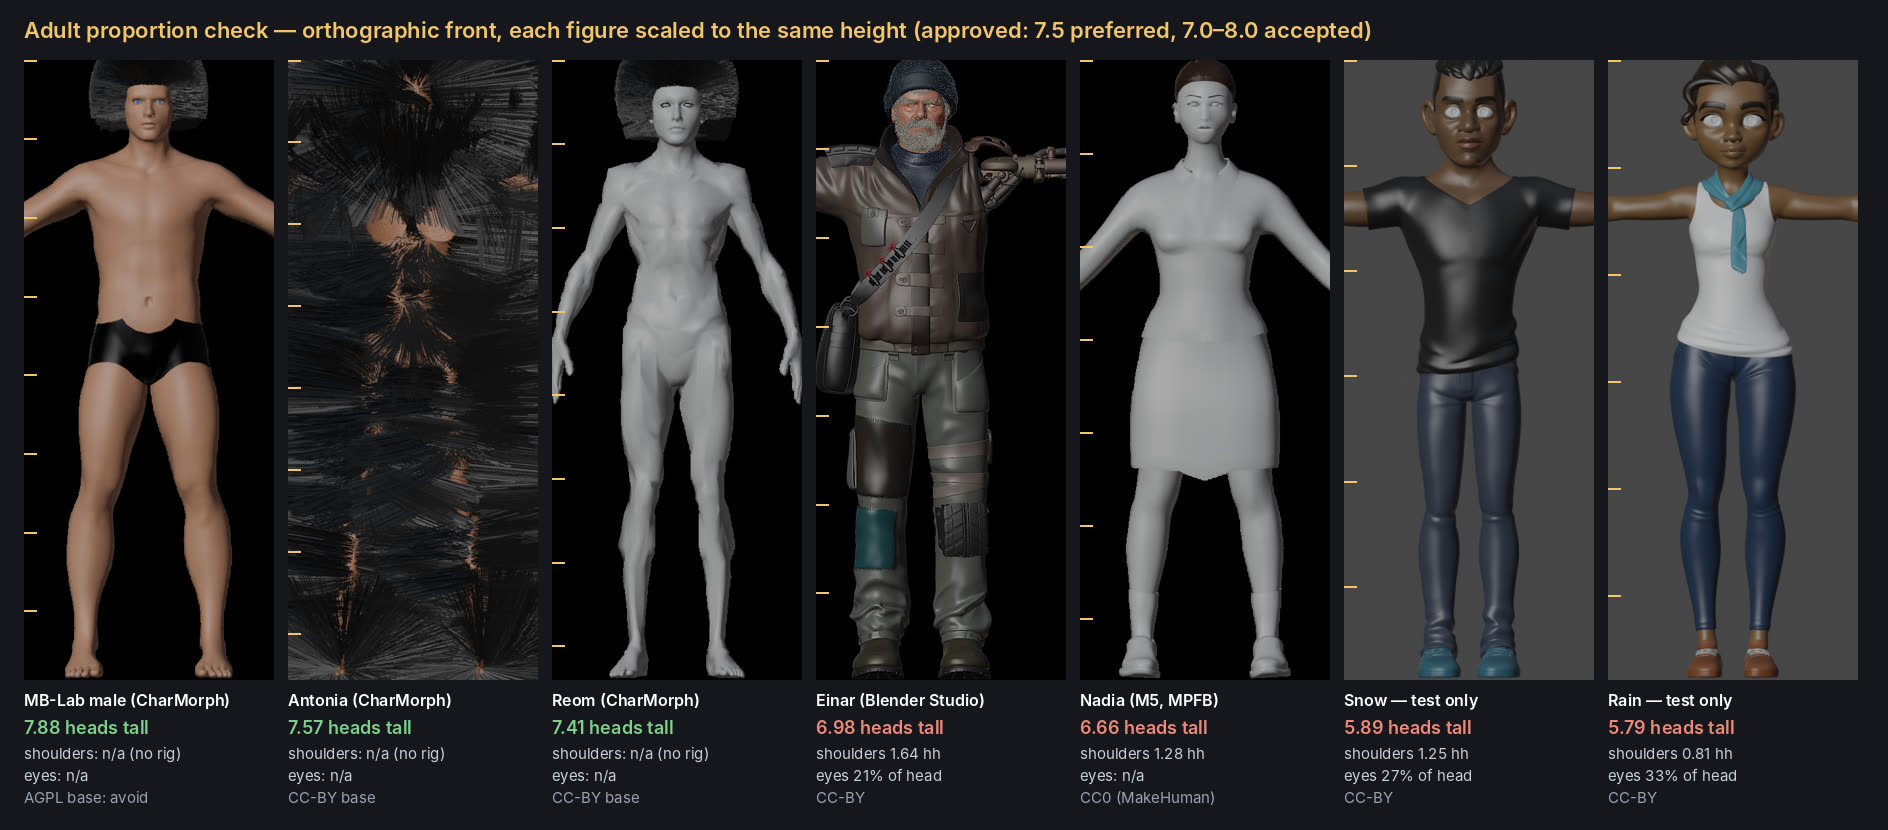 Adult proportion check — orthographic front, each figure scaled to the same height (approved: 7.5 preferred, 7.0–8.0 accepted)
MB-Lab male (CharMorph)
7.88 heads tall
shoulders: n/a (no rig)
eyes: n/a
AGPL base: avoid
Antonia (CharMorph)
7.57 heads tall
shoulders: n/a (no rig)
eyes: n/a
CC-BY base
Reom (CharMorph)
7.41 heads tall
shoulders: n/a (no rig)
eyes: n/a
CC-BY base
Einar (Blender Studio)
6.98 heads tall
shoulders 1.64 hh
eyes 21% of head
CC-BY
Nadia (M5, MPFB)
6.66 heads tall
shoulders 1.28 hh
eyes: n/a
CC0 (MakeHuman)
Snow — test only
5.89 heads tall
shoulders 1.25 hh
eyes 27% of head
CC-BY
Rain — test only
5.79 heads tall
shoulders 0.81 hh
eyes 33% of head
CC-BY